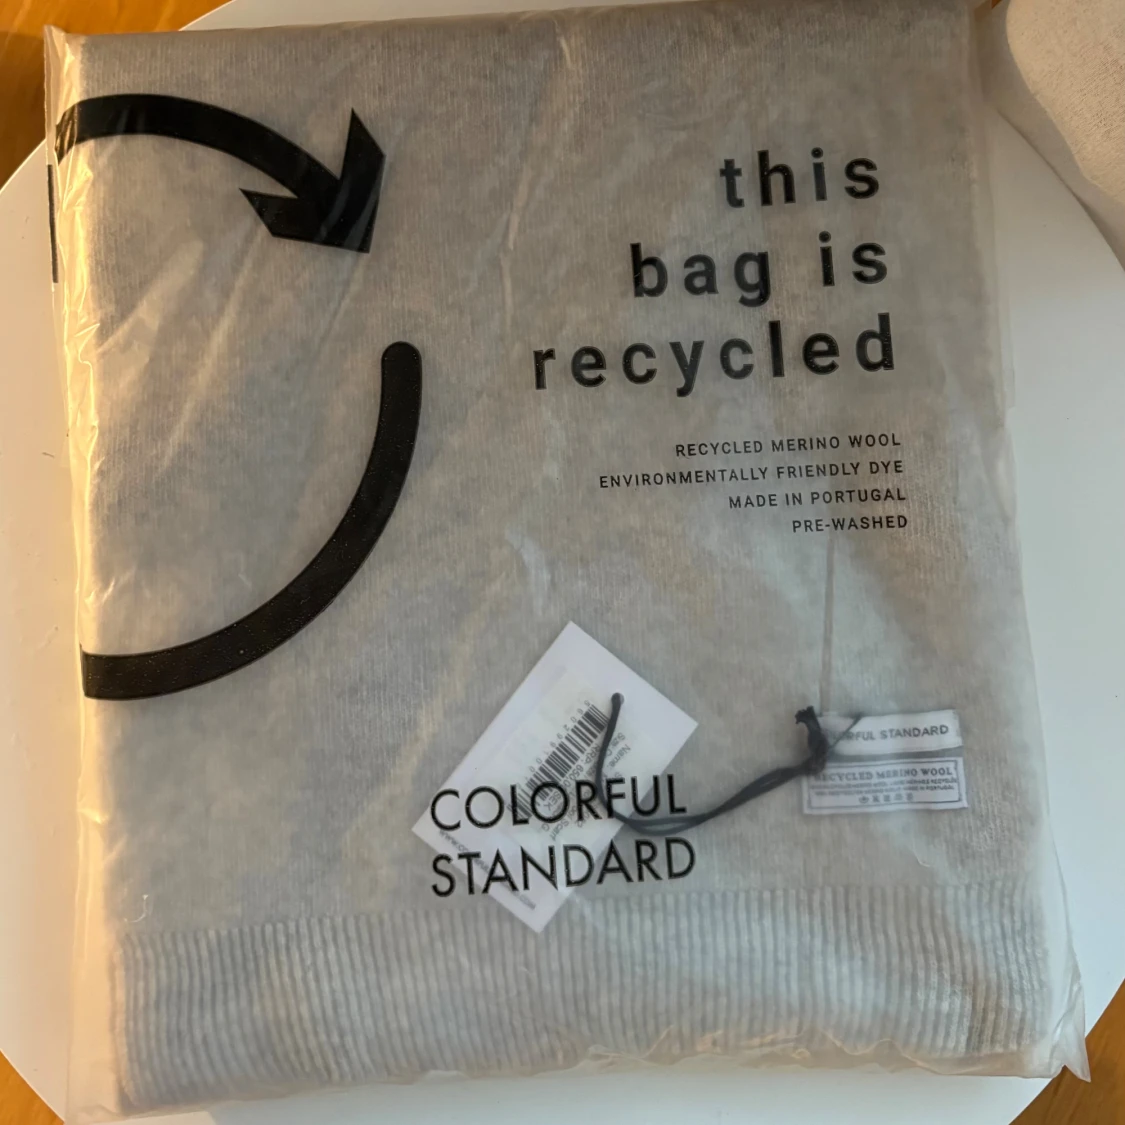 this
bag is
recycled
RECYCLED MERINO WOOL
ENVIRONMENTALLY FRIENDLY DYE
MADE IN PORTUGAL
PRE-WASHED
COLORFUL
STANDARD
STANDARD
RECYCLED MERINO WOOL